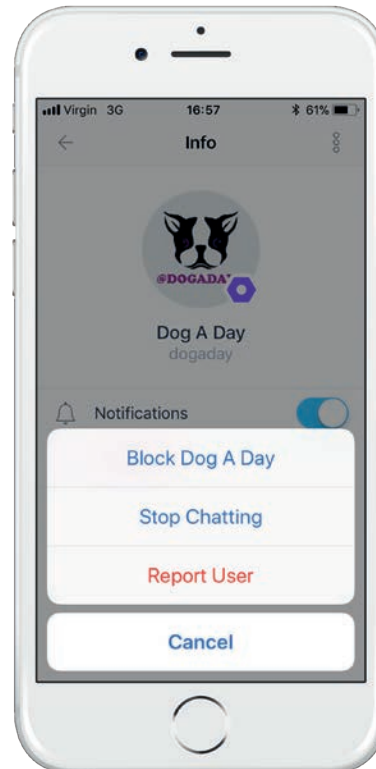 Virgin 3G 16:57 61%
Info
@DOGADA
Dog A Day
dogaday
Notifications
Block Dog A Day
Stop Chatting
Report User
Cancel